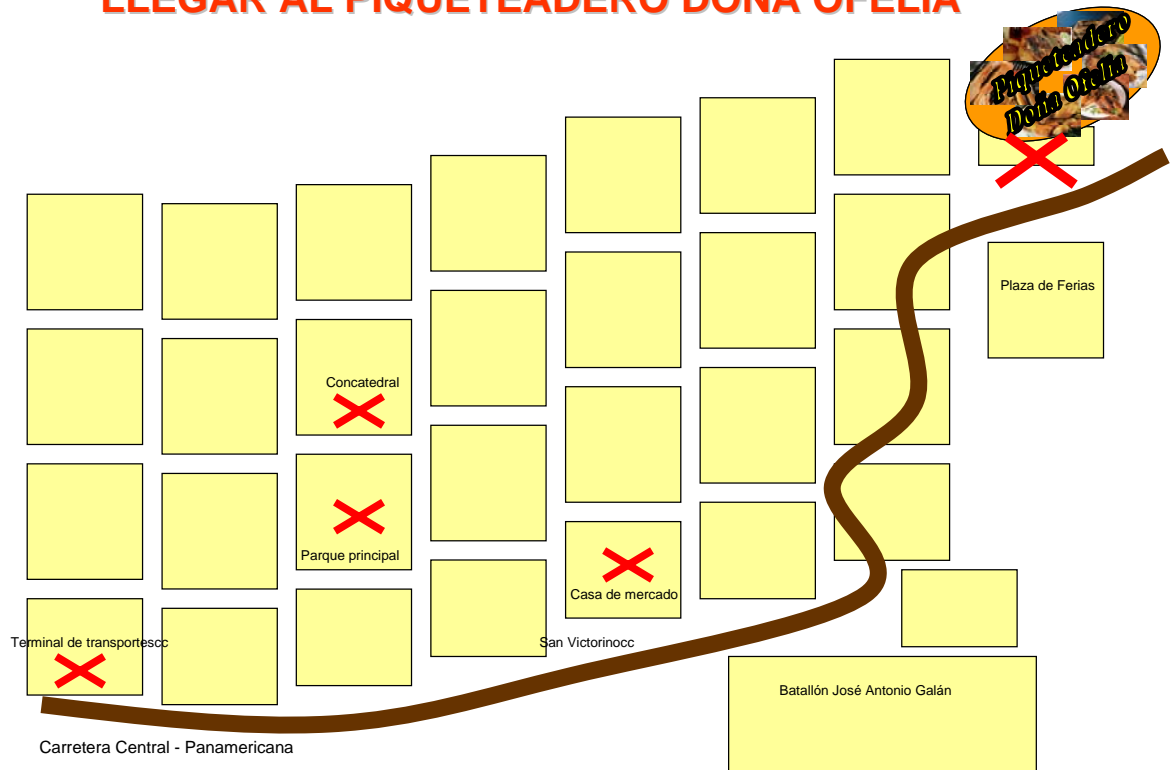 LLEGAR AL PIQUETEADERO DOÑA OFELIA
Piqueteadero
Doña Ofelia
Plaza de Ferias
Concatedral
Parque principal
Casa de mercado
Terminal de transportescc
San Victorinocc
Batallón José Antonio Galán
Carretera Central - Panamericana